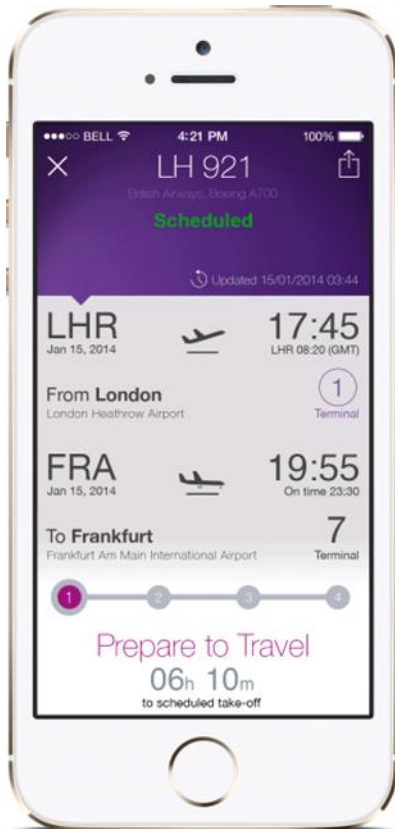 BELL 4:21 PM 100%
LH 921
British Airways, Boeing A700
Scheduled
Updated 15/01/2014 03:44
LHR 17:45
Jan 15, 2014 LHR 08:20 (GMT)
From London 1
London Heathrow Airport Terminal
FRA 19:55
Jan 15, 2014 On time 23:30
To Frankfurt 7
Frankfurt Am Main International Airport Terminal
1 2 3 4
Prepare to Travel
06h 10m
to scheduled take-off